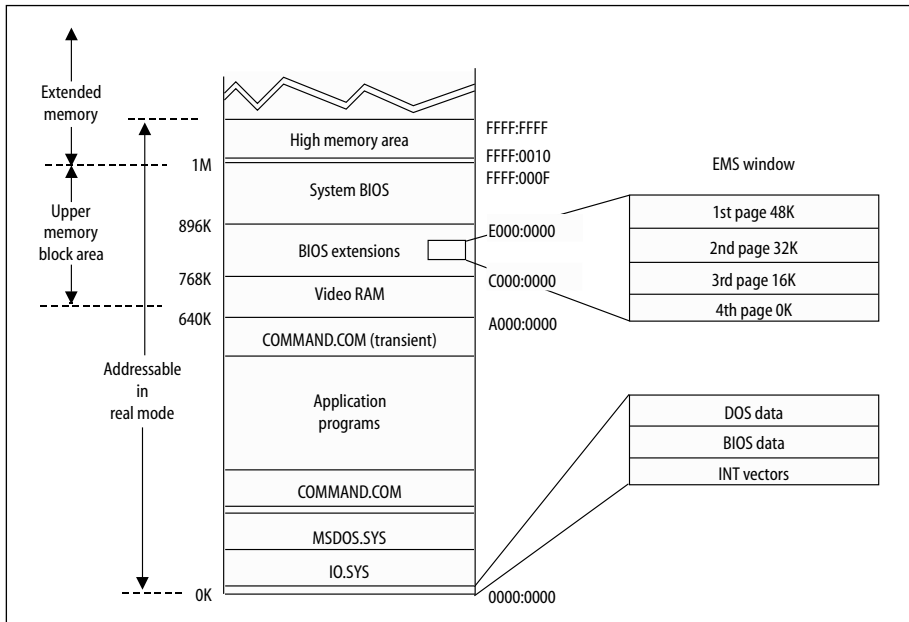 Extended
memory
1M
Upper
memory
block area
896K
768K
640K
Addressable
in
real mode
0K
High memory area
System BIOS
BIOS extensions
Video RAM
COMMAND.COM (transient)
Application
programs
COMMAND.COM
MSDOS.SYS
IO.SYS
FFFF:FFFF
FFFF:0010
FFFF:000F
E000:0000
C000:0000
A000:0000
0000:0000
EMS window
1st page 48K
2nd page 32K
3rd page 16K
4th page 0K
DOS data
BIOS data
INT vectors